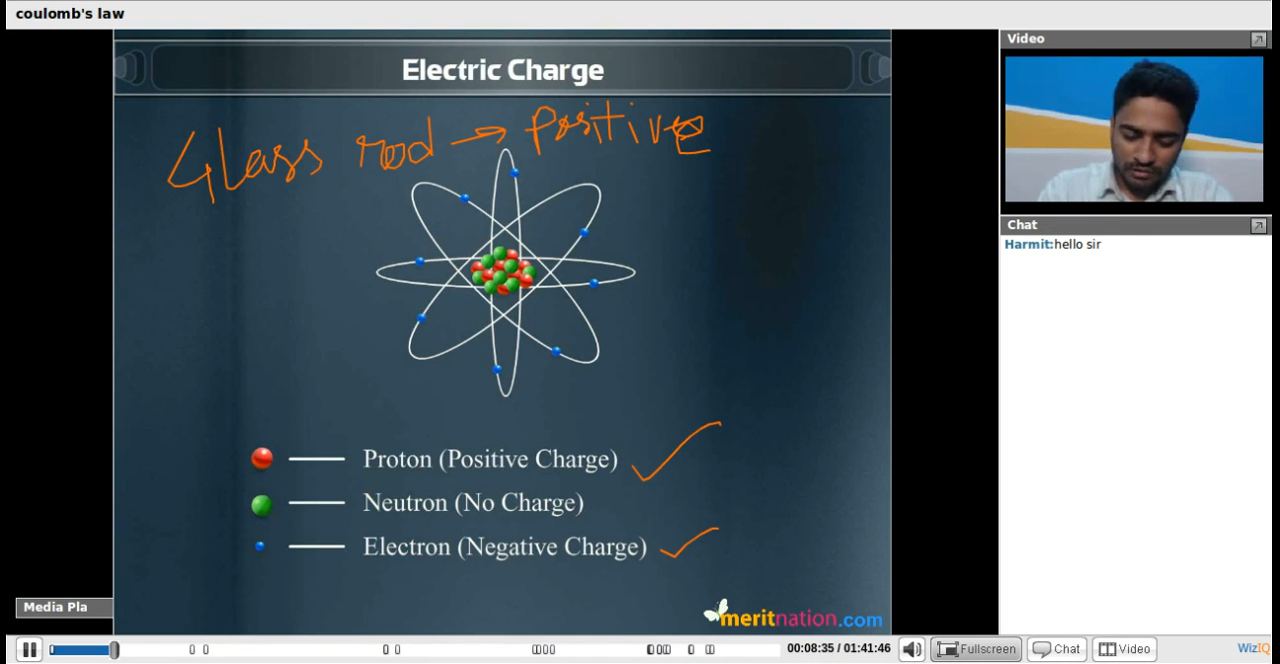 coulomb's law
Electric Charge
Glass rod → Positive
Proton (Positive Charge)
Neutron (No Charge)
Electron (Negative Charge)
meritnation.com
Video
Chat
Harmit:hello sir
Media Pla
00:08:35 / 01:41:46
Fullscreen
Chat
Video
WizIQ